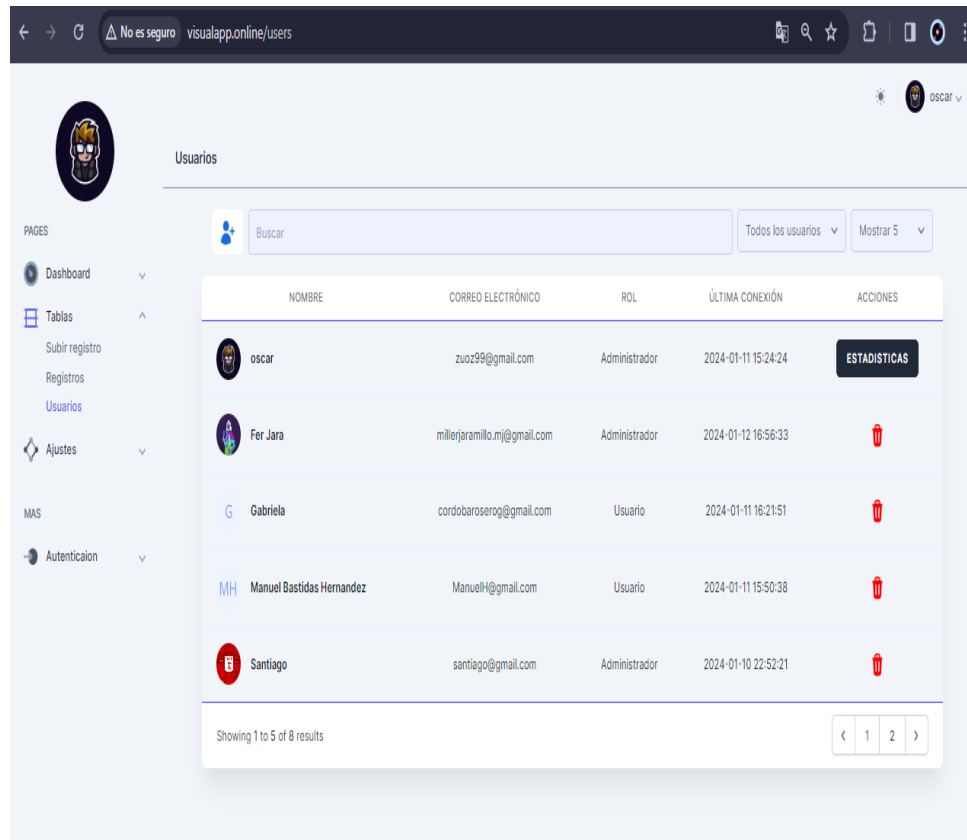 No es seguro visualapp.online/users
oscar
Usuarios
PAGES
Dashboard
Tablas
Subir registro
Registros
Usuarios
Ajustes
MAS
Autenticaion
Buscar Todos los usuarios Mostrar 5
NOMBRE CORREO ELECTRÓNICO ROL ÚLTIMA CONEXIÓN ACCIONES
oscar zuoz99@gmail.com Administrador 2024-01-11 15:24:24 ESTADISTICAS
Fer Jara millerjaramillo.mj@gmail.com Administrador 2024-01-12 16:56:33
G Gabriela cordobaroserog@gmail.com Usuario 2024-01-11 16:21:51
MH Manuel Bastidas Hernandez ManuelH@gmail.com Usuario 2024-01-11 15:50:38
Santiago santiago@gmail.com Administrador 2024-01-10 22:52:21
Showing 1 to 5 of 8 results 1 2